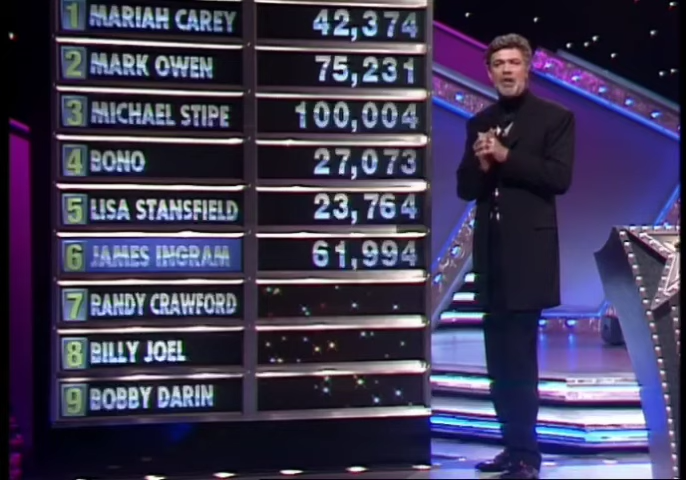 1 MARIAH CAREY 42,374
2 MARK OWEN 75,231
3 MICHAEL STIPE 100,004
4 BONO 27,073
5 LISA STANSFIELD 23,764
6 JAMES INGRAM 61,994
7 RANDY CRAWFORD
8 BILLY JOEL
9 BOBBY DARIN